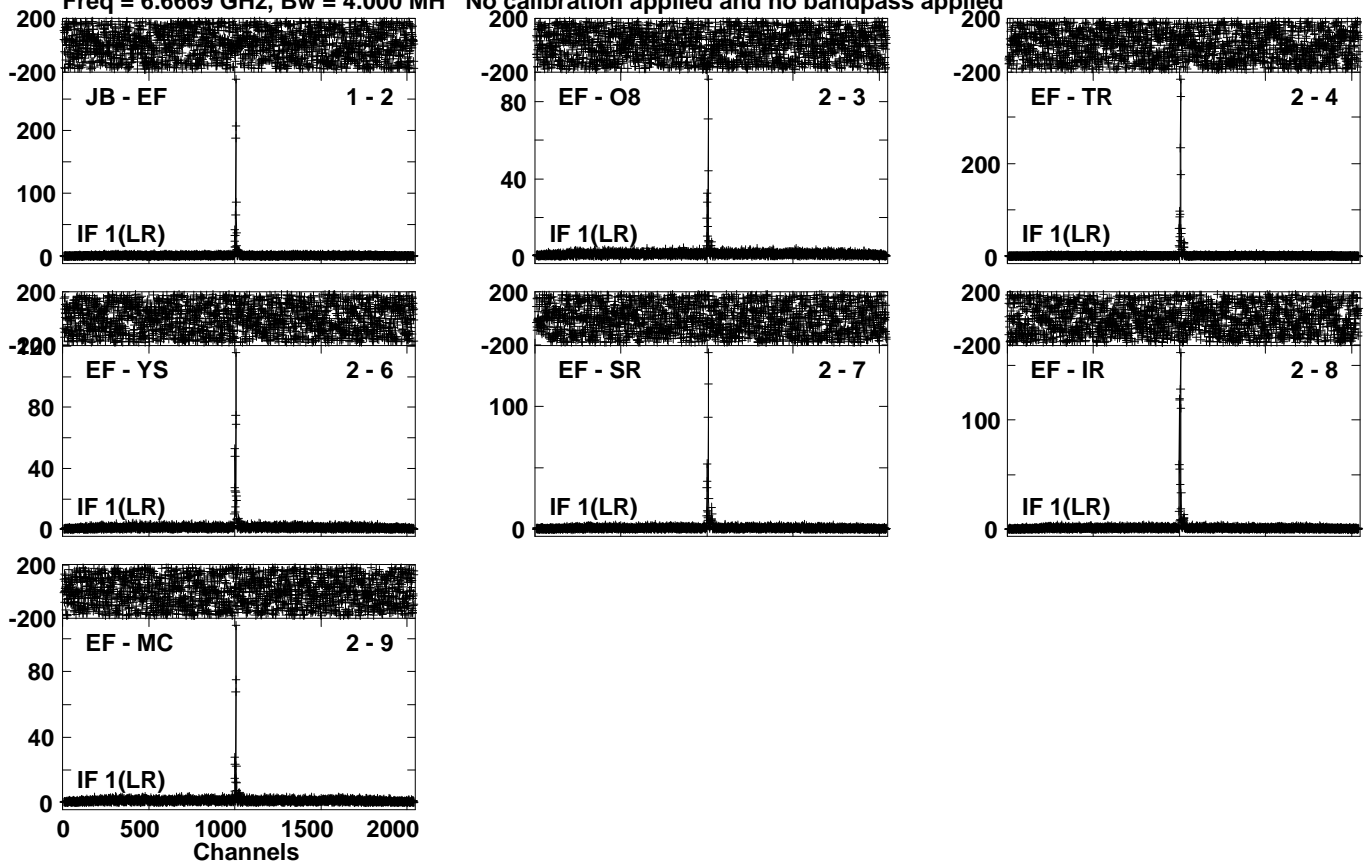 Freq = 6.6669 GHz, Bw = 4.000 MH No calibration applied and no bandpass applied
200 200 200
-200 -200 -200
JB - EF 1 - 2 EF - O8 2 - 3 EF - TR 2 - 4
200 80 200
100 40
IF 1(LR) IF 1(LR) IF 1(LR)
0 0 0
200 200 200
-200 -200 -200
EF - YS 2 - 6 EF - SR 2 - 7 EF - IR 2 - 8
80 100 100
40
IF 1(LR) IF 1(LR) IF 1(LR)
0 0 0
200
-200
EF - MC 2 - 9
80
40
IF 1(LR)
0
0 500 1000 1500 2000
Channels